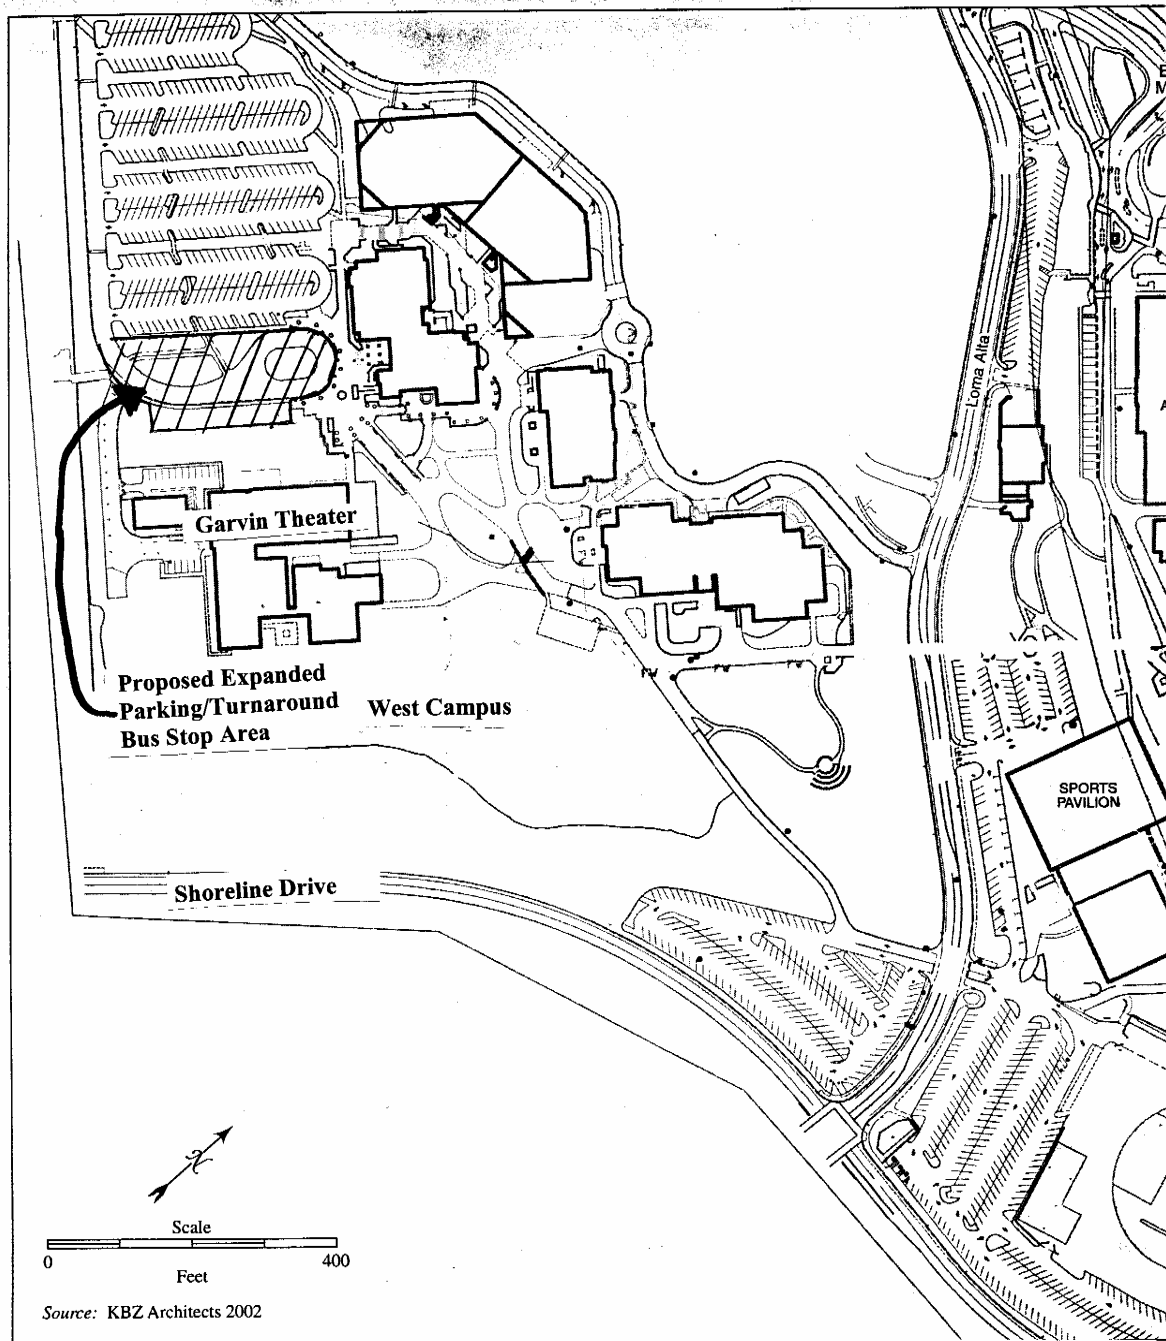 E
M
Loma Alta
A
Garvin Theater
Proposed Expanded
Parking/Turnaround
Bus Stop Area
West Campus
SPORTS
PAVILION
Shoreline Drive
N
Scale
0
400
Feet
Source: KBZ Architects 2002